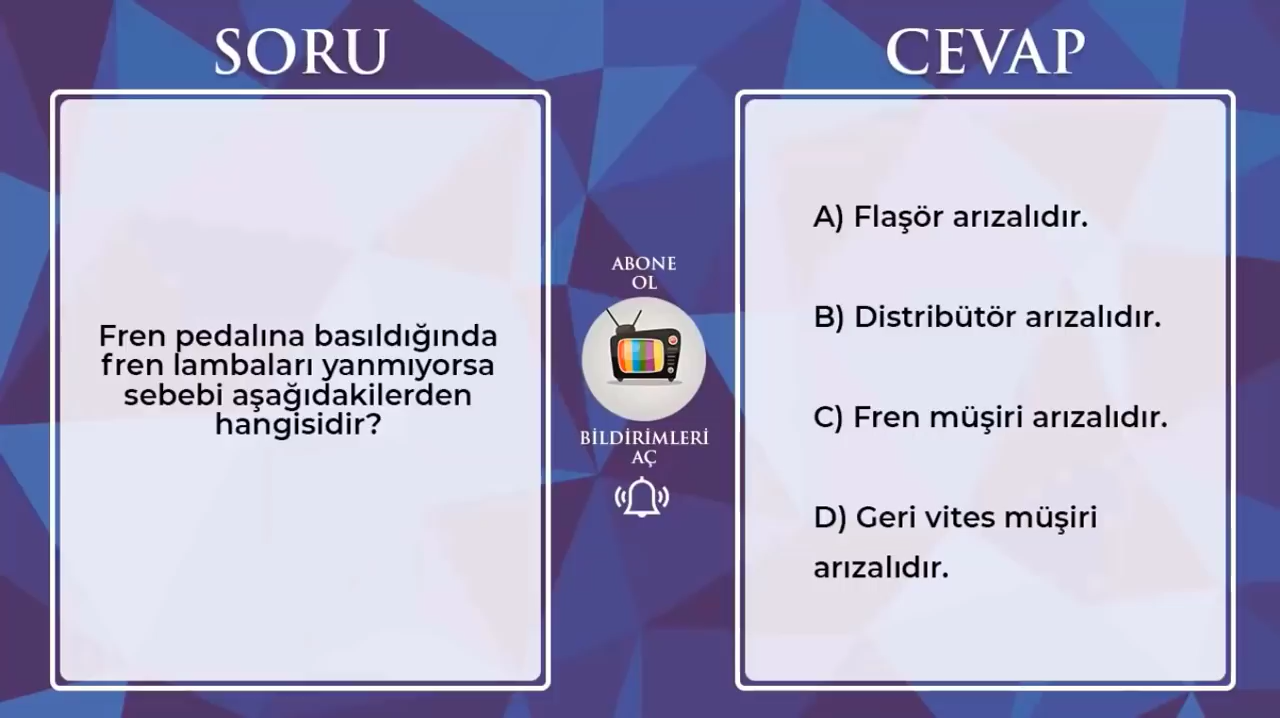 SORU
Fren pedalına basıldığında
fren lambaları yanmıyorsa
sebebi aşağıdakilerden
hangisidir?
ABONE
OL
BİLDİRİMLERİ
AÇ
CEVAP
A) Flaşör arızalıdır.
B) Distribütör arızalıdır.
C) Fren müşiri arızalıdır.
D) Geri vites müşiri
arızalıdır.